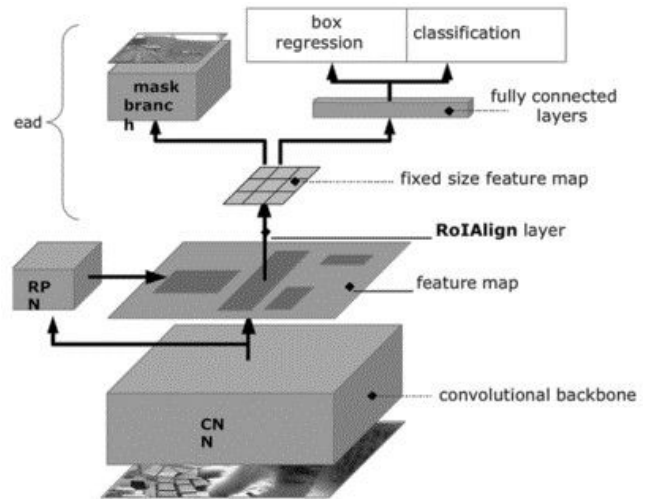 box
regression
classification
mask
branc
h
ead
fully connected
layers
fixed size feature map
RoIAlign layer
RP
N
feature map
convolutional backbone
CN
N